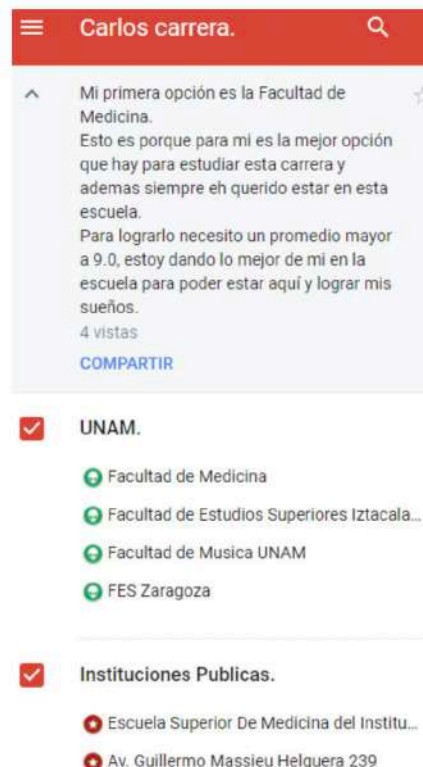 Carlos carrera.
Mi primera opción es la Facultad de
Medicina.
Esto es porque para mi es la mejor opción
que hay para estudiar esta carrera y
ademas siempre eh querido estar en esta
escuela.
Para lograrlo necesito un promedio mayor
a 9.0, estoy dando lo mejor de mi en la
escuela para poder estar aquí y lograr mis
sueños.
4 vistas
COMPARTIR
UNAM.
Facultad de Medicina
Facultad de Estudios Superiores Iztacala...
Facultad de Musica UNAM
FES Zaragoza
Instituciones Publicas.
Escuela Superior De Medicina del Institu...
Av. Guillermo Massieu Helguera 239